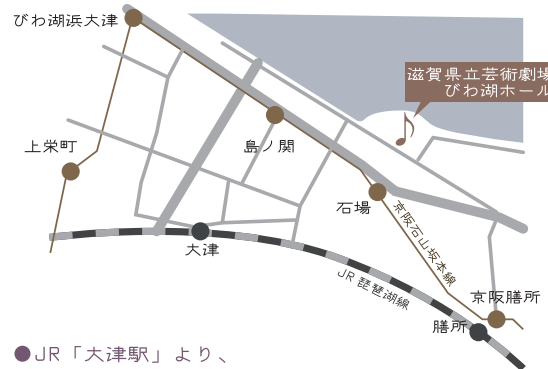 びわ湖浜大津
滋賀県立芸術劇場
びわ湖ホール
上栄町
島ノ関
石場
京阪石山坂本線
大津
JR 琵琶湖線
京阪膳所
膳所
●JR「大津駅」より、